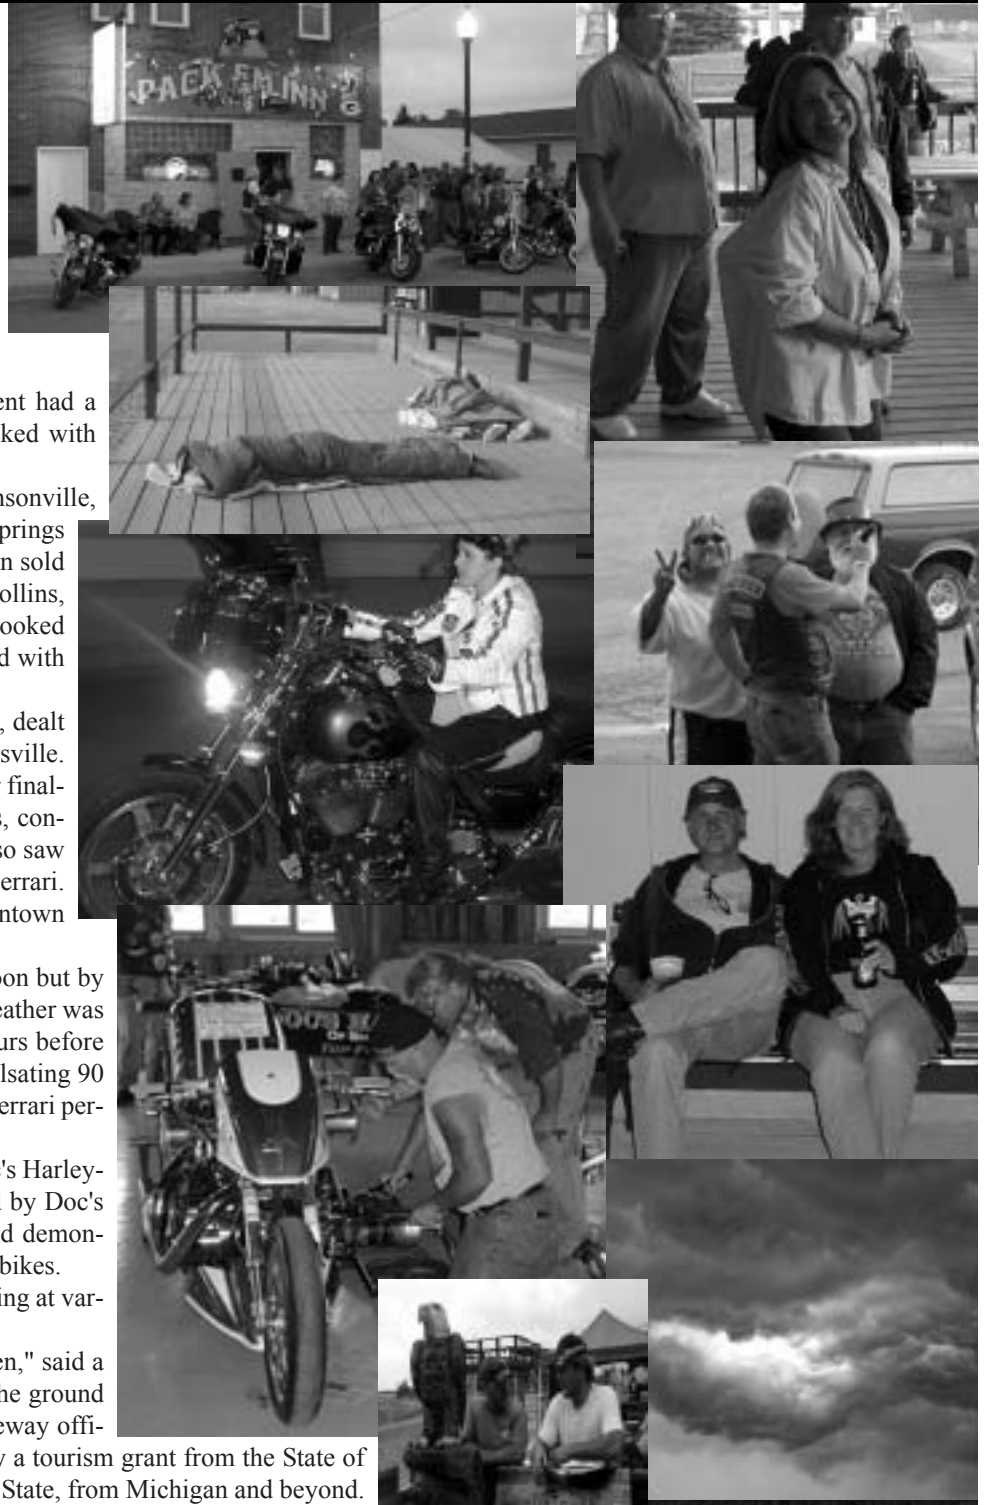 PACK EM INN
ent had a
ked with
nsonville,
prings
n sold
ollins,
ooked
d with
, dealt
sville.
final-
s, con-
so saw
errari.
ntown
oon but by
eather was
urs before
lsating 90
errari per-
's Harley-
l by Doc's
d demon-
bikes.
ing at var-
en," said a
he ground
eway offi-
y a tourism grant from the State of
State, from Michigan and beyond.